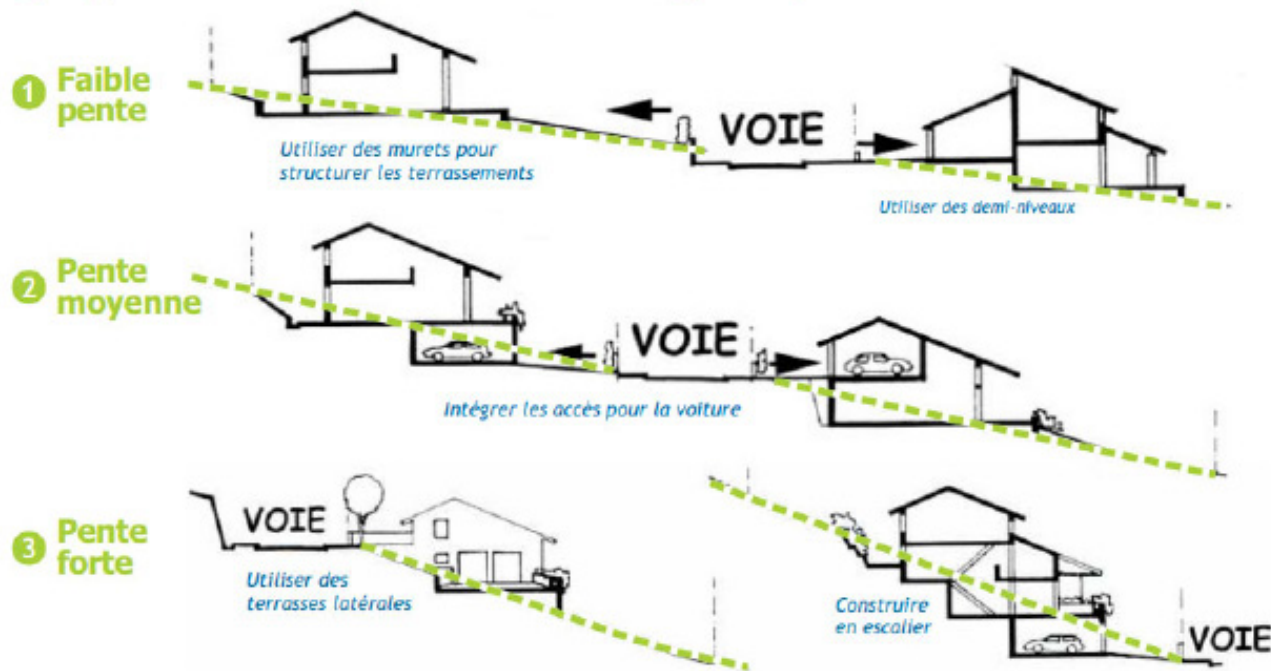 1 Faible
pente
VOIE
Utiliser des murets pour
structurer les terrassements
Utiliser des demi-niveaux
2 Pente
moyenne
VOIE
Intégrer les accès pour la voiture
3 Pente
forte
VOIE
Utiliser des
terrasses latérales
Construire
en escalier
VOIE